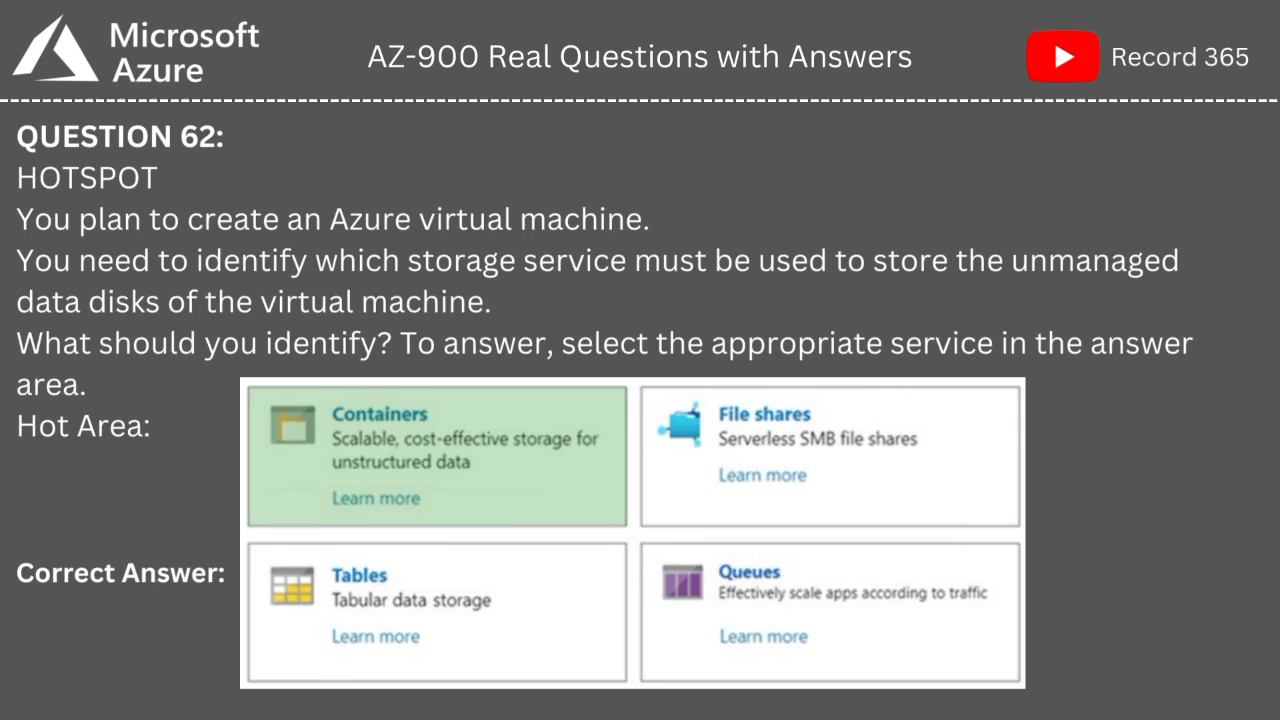 Microsoft
Azure
AZ-900 Real Questions with Answers
Record 365
QUESTION 62:
HOTSPOT
You plan to create an Azure virtual machine.
You need to identify which storage service must be used to store the unmanaged
data disks of the virtual machine.
What should you identify? To answer, select the appropriate service in the answer
area.
Hot Area:
Correct Answer:
Containers
Scalable, cost-effective storage for
unstructured data
Learn more
File shares
Serverless SMB file shares
Learn more
Tables
Tabular data storage
Learn more
Queues
Effectively scale apps according to traffic
Learn more